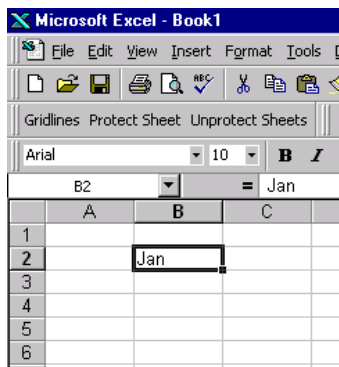 Microsoft Excel - Book1
File Edit View Insert Format Tools
ABC
Gridlines Protect Sheet Unprotect Sheets
Arial 10 B I
B2 = Jan
A B C
1
2 Jan
3
4
5
6